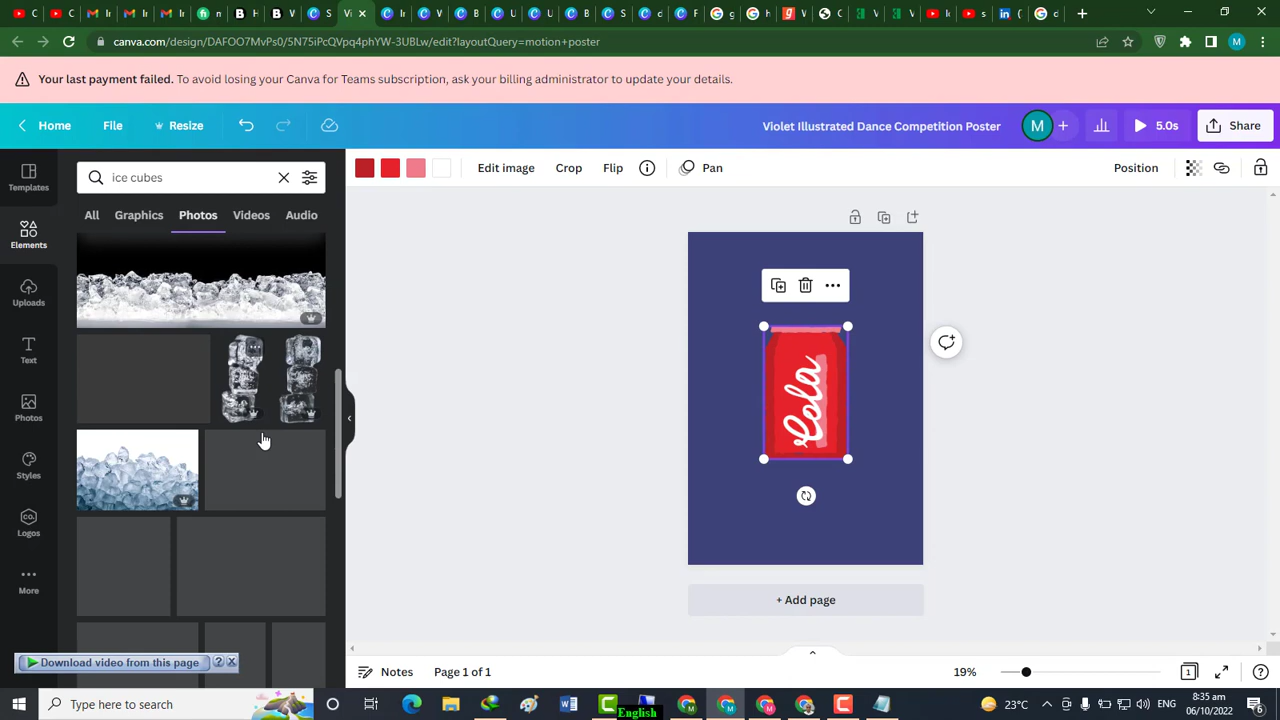 Vi
canva.com/design/DAFOO7MvPs0/5N75iPcQVpq4phYW-3UBLw/edit?layoutQuery=motion+poster
Your last payment failed. To avoid losing your Canva for Teams subscription, ask your billing administrator to update your details.
Home File Resize Violet Illustrated Dance Competition Poster M 5.0s Share
Templates
Elements
Uploads
Text
Photos
Styles
Logos
More
ice cubes
All Graphics Photos Videos Audio
Edit image Crop Flip Pan Position
Cola
+ Add page
Download video from this page ? X
Notes Page 1 of 1 19%
Type here to search
English
23°C ENG 8:35 am
06/10/2022